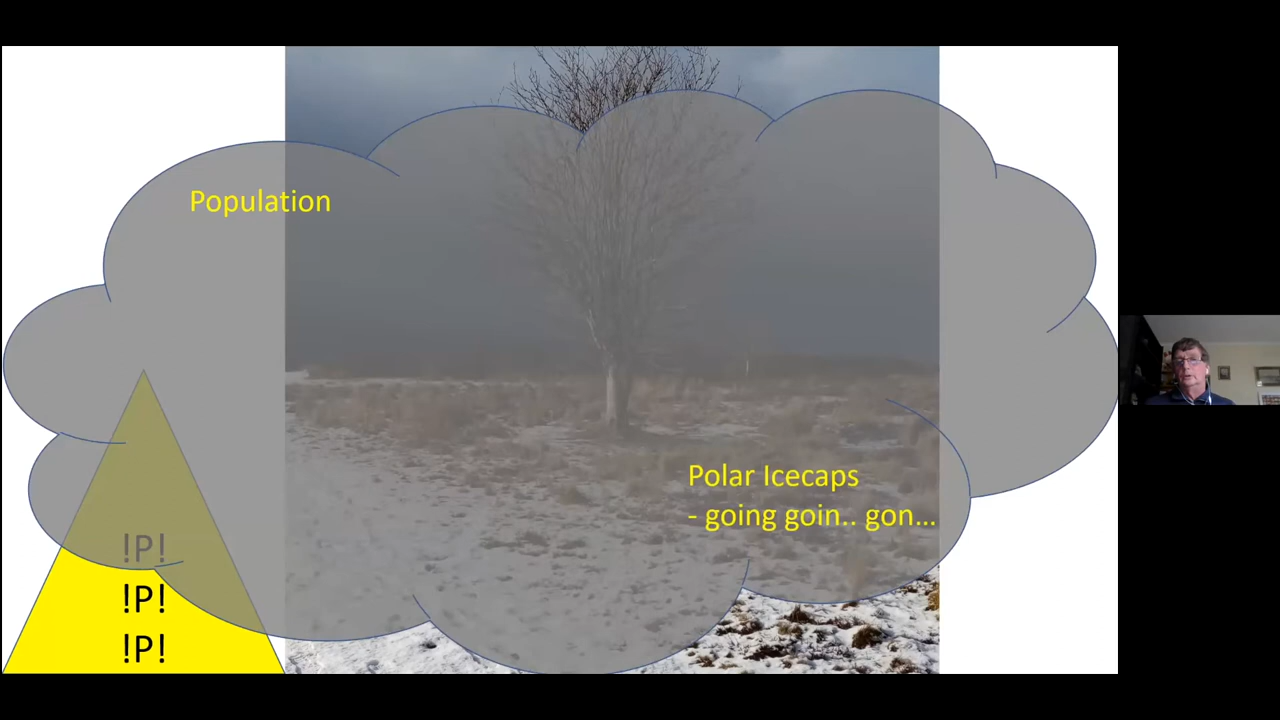 Population
Polar Icecaps
- going goin.. gon...
!P!
!P!
!P!